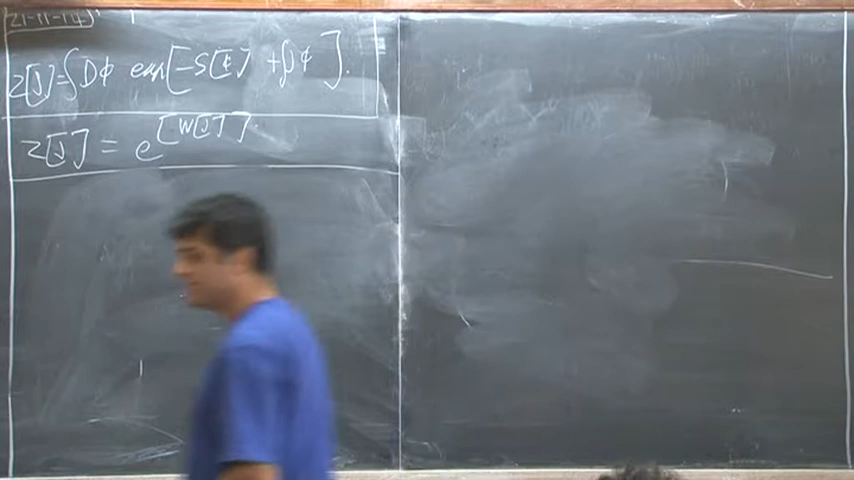 21-11-14
Z[J]=∫Dφ exp[-S[φ] +∫Jφ].
Z[J] = e^[W[J]].